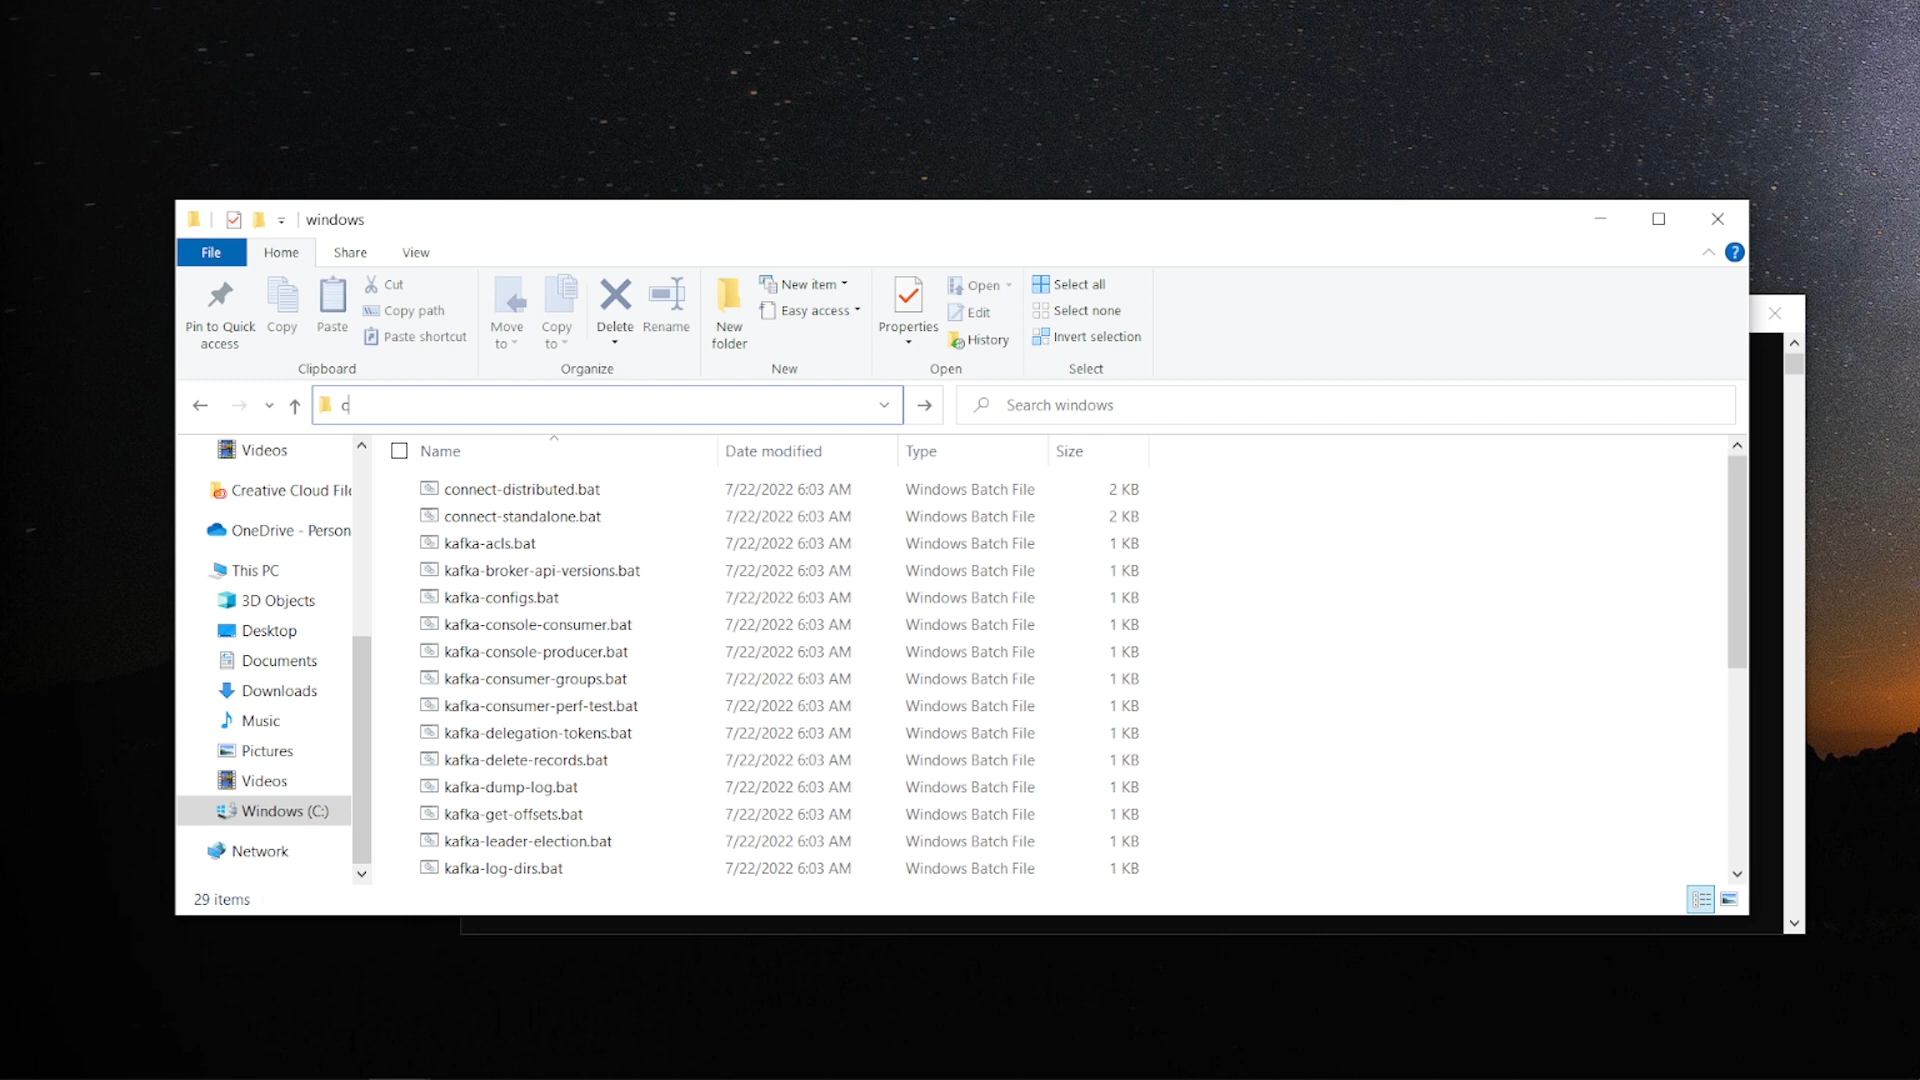 windows
File Home Share View
?
Pin to Quick access
Copy
Paste
Cut
Copy path
Paste shortcut
Clipboard
Move to
Copy to
Delete
Rename
Organize
New folder
New item
Easy access
New
Properties
Open
Edit
History
Open
Select all
Select none
Invert selection
Select
c
Search windows
Videos
Creative Cloud File
OneDrive - Person
This PC
3D Objects
Desktop
Documents
Downloads
Music
Pictures
Videos
Windows (C:)
Network
Name Date modified Type Size
connect-distributed.bat 7/22/2022 6:03 AM Windows Batch File 2 KB
connect-standalone.bat 7/22/2022 6:03 AM Windows Batch File 2 KB
kafka-acls.bat 7/22/2022 6:03 AM Windows Batch File 1 KB
kafka-broker-api-versions.bat 7/22/2022 6:03 AM Windows Batch File 1 KB
kafka-configs.bat 7/22/2022 6:03 AM Windows Batch File 1 KB
kafka-console-consumer.bat 7/22/2022 6:03 AM Windows Batch File 1 KB
kafka-console-producer.bat 7/22/2022 6:03 AM Windows Batch File 1 KB
kafka-consumer-groups.bat 7/22/2022 6:03 AM Windows Batch File 1 KB
kafka-consumer-perf-test.bat 7/22/2022 6:03 AM Windows Batch File 1 KB
kafka-delegation-tokens.bat 7/22/2022 6:03 AM Windows Batch File 1 KB
kafka-delete-records.bat 7/22/2022 6:03 AM Windows Batch File 1 KB
kafka-dump-log.bat 7/22/2022 6:03 AM Windows Batch File 1 KB
kafka-get-offsets.bat 7/22/2022 6:03 AM Windows Batch File 1 KB
kafka-leader-election.bat 7/22/2022 6:03 AM Windows Batch File 1 KB
kafka-log-dirs.bat 7/22/2022 6:03 AM Windows Batch File 1 KB
29 items